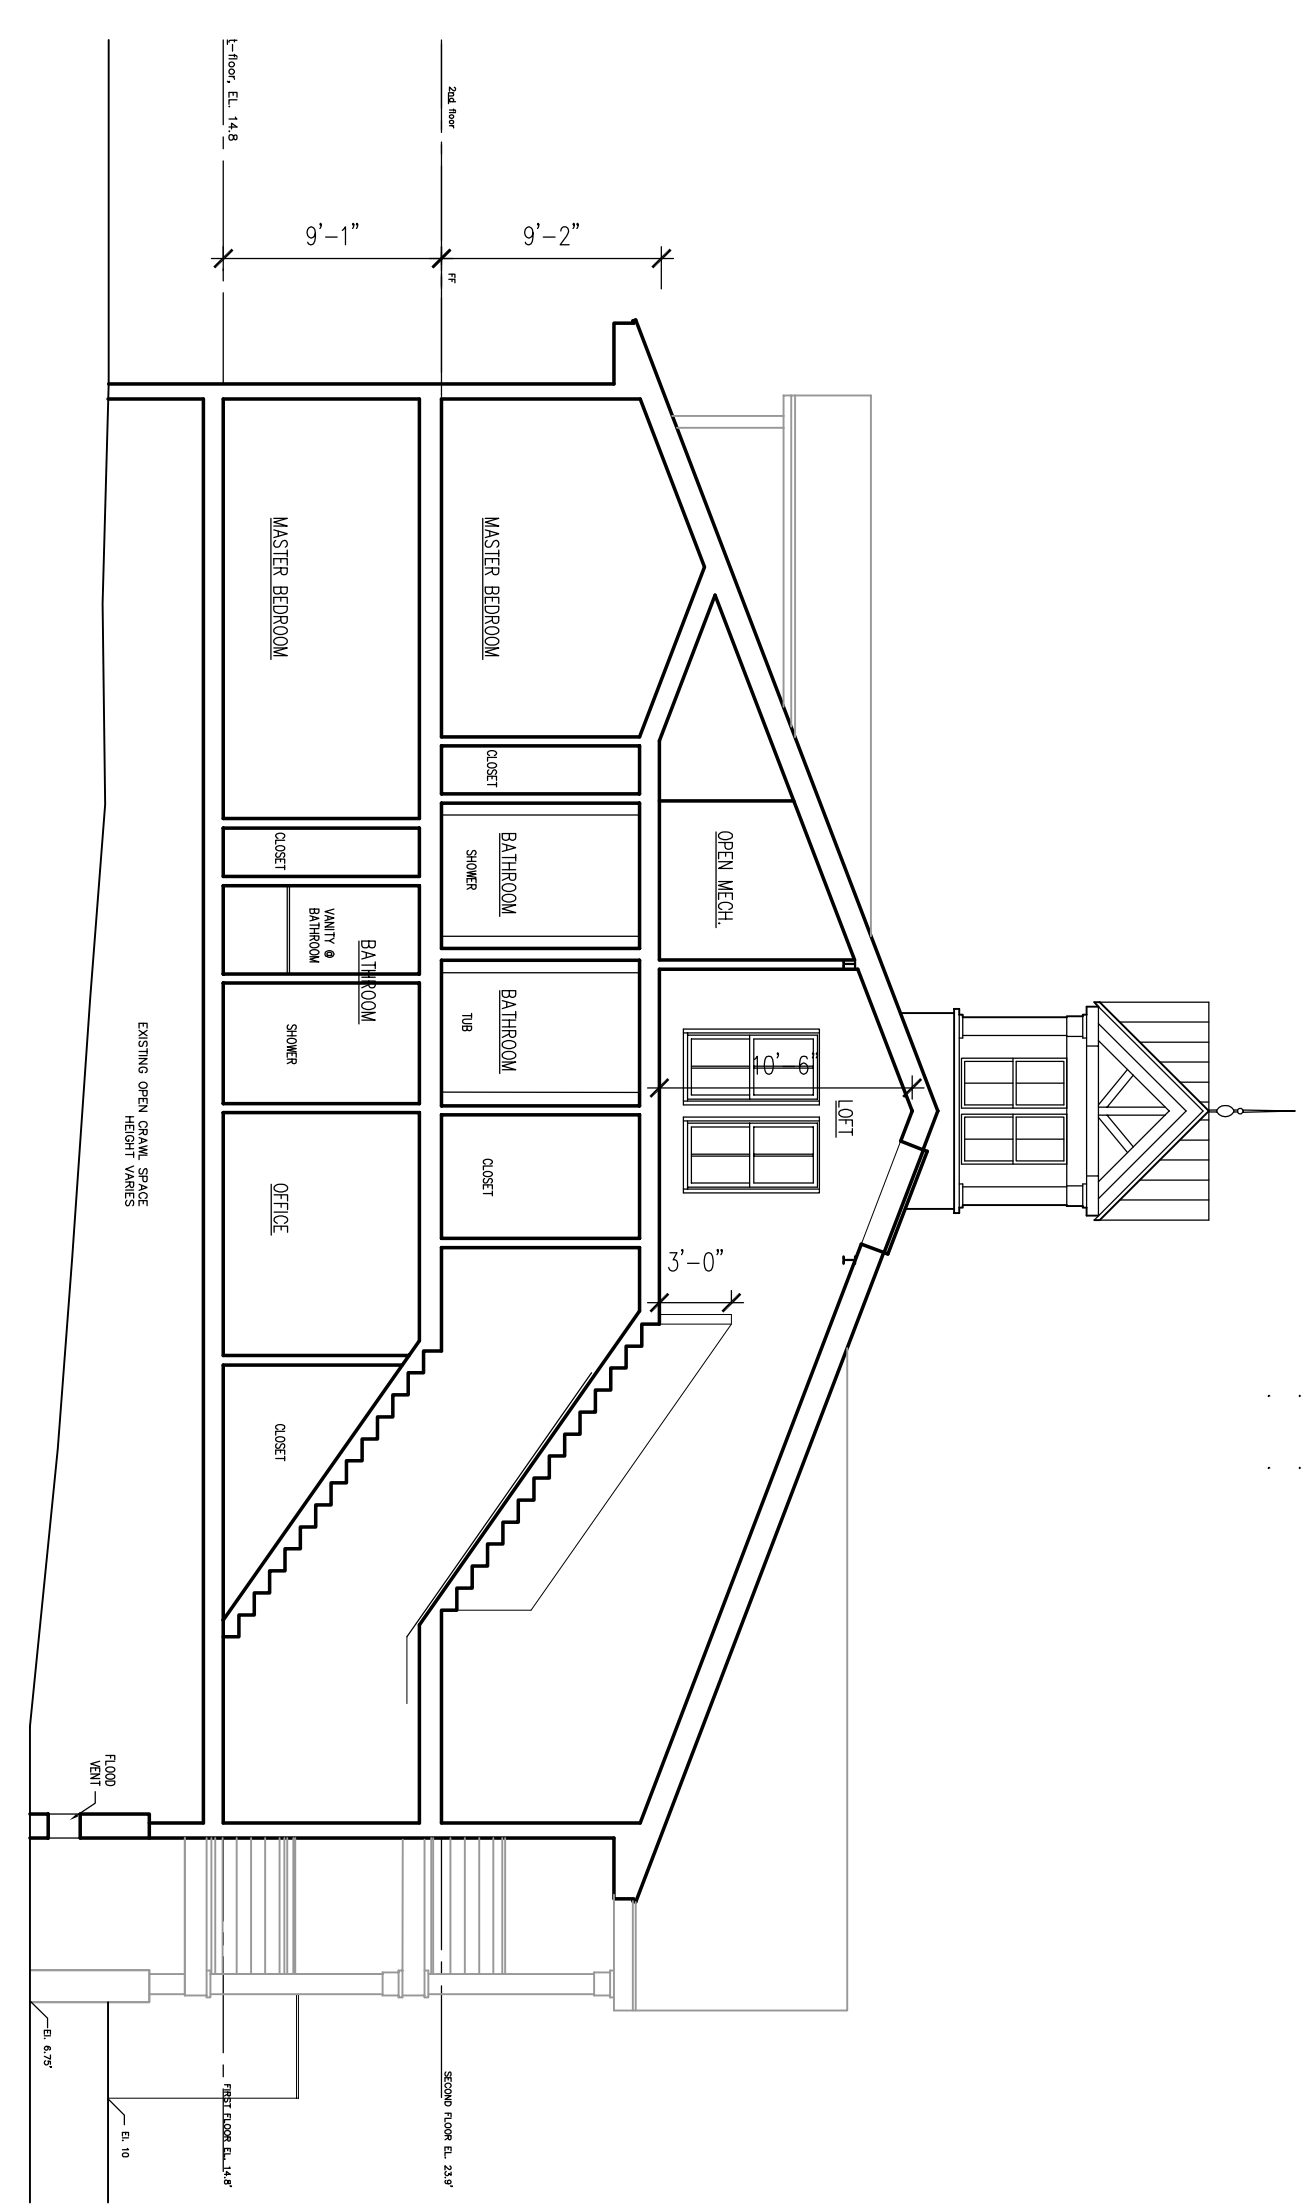 t-floor, EL. 14.8
2nd floor
FF
9'-1"
9'-2"
MASTER BEDROOM
MASTER BEDROOM
CLOSET
BATHROOM
SHOWER
OPEN MECH.
CLOSET
VANITY @
BATHROOM
BATHROOM
SHOWER
BATHROOM
TUB
10'-6"
LOFT
EXISTING OPEN CRAWL SPACE
HEIGHT VARIES
OFFICE
CLOSET
3'-0"
CLOSET
FLOOD
VENT
El. 6.75'
El. 10
FIRST FLOOR EL. 14.8'
SECOND FLOOR EL. 23.9'